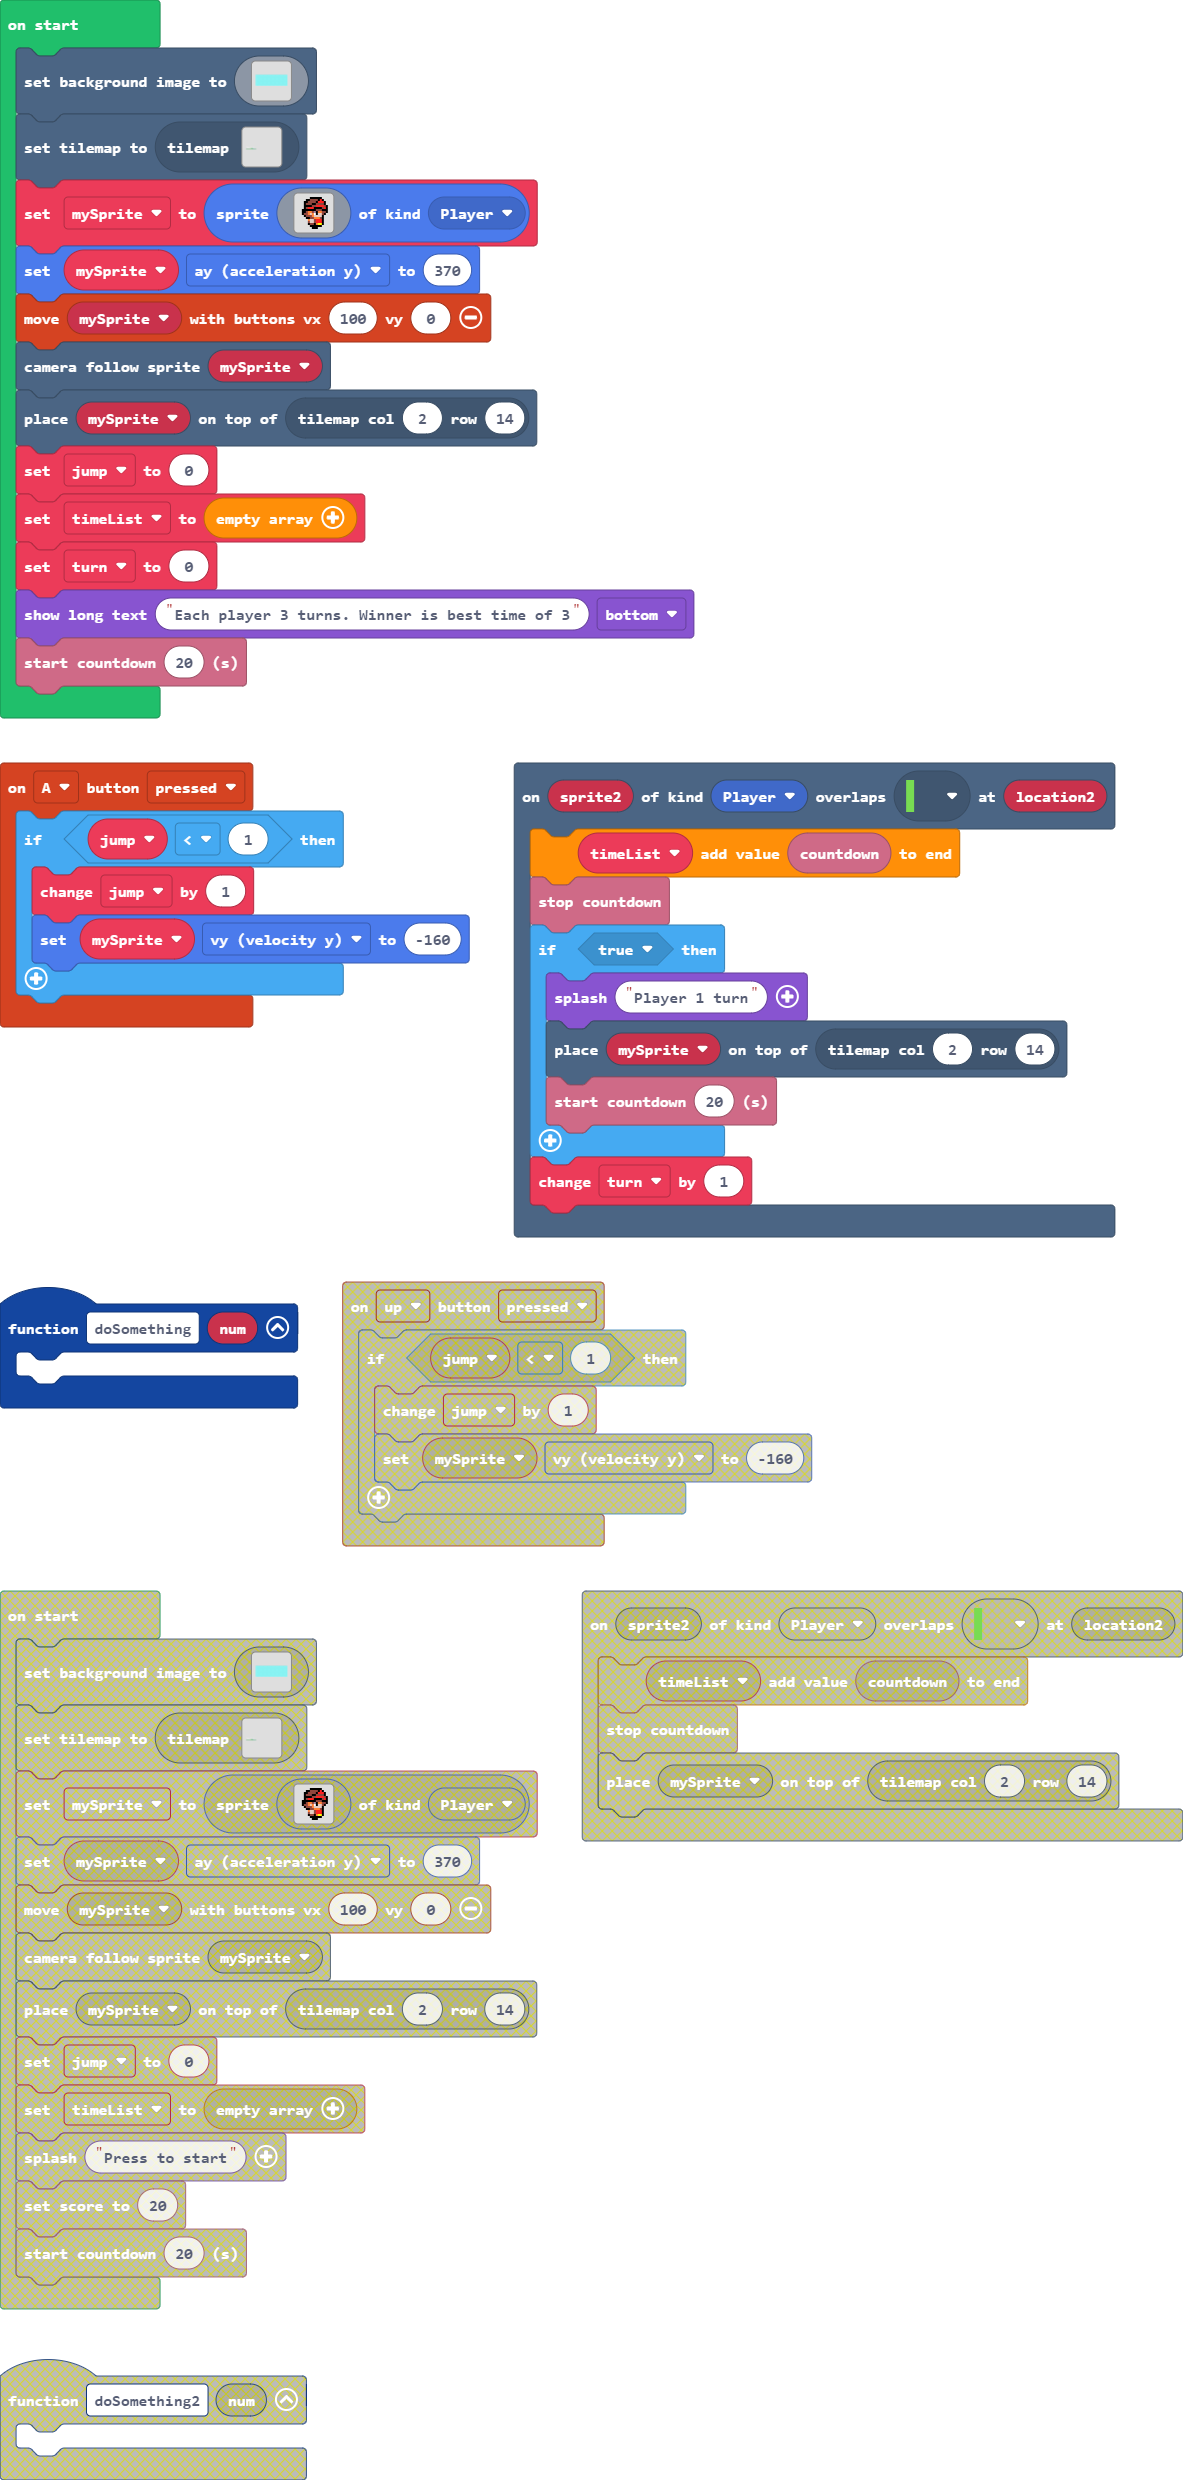 on start
set background image to
set tilemap to tilemap
set mySprite to sprite of kind Player
set mySprite ay (acceleration y) to 370
move mySprite with buttons vx 100 vy 0
camera follow sprite mySprite
place mySprite on top of tilemap col 2 row 14
set jump to 0
set timeList to empty array
set turn to 0
show long text "Each player 3 turns. Winner is best time of 3" bottom
start countdown 20 (s)
on A button pressed
if jump < 1 then
change jump by 1
set mySprite vy (velocity y) to -160
on sprite2 of kind Player overlaps at location2
timeList add value countdown to end
stop countdown
if true then
splash "Player 1 turn"
place mySprite on top of tilemap col 2 row 14
start countdown 20 (s)
change turn by 1
function doSomething num
on up button pressed
if jump < 1 then
change jump by 1
set mySprite vy (velocity y) to -160
on start
set background image to
set tilemap to tilemap
set mySprite to sprite of kind Player
set mySprite ay (acceleration y) to 370
move mySprite with buttons vx 100 vy 0
camera follow sprite mySprite
place mySprite on top of tilemap col 2 row 14
set jump to 0
set timeList to empty array
splash "Press to start"
set score to 20
start countdown 20 (s)
on sprite2 of kind Player overlaps at location2
timeList add value countdown to end
stop countdown
place mySprite on top of tilemap col 2 row 14
function doSomething2 num